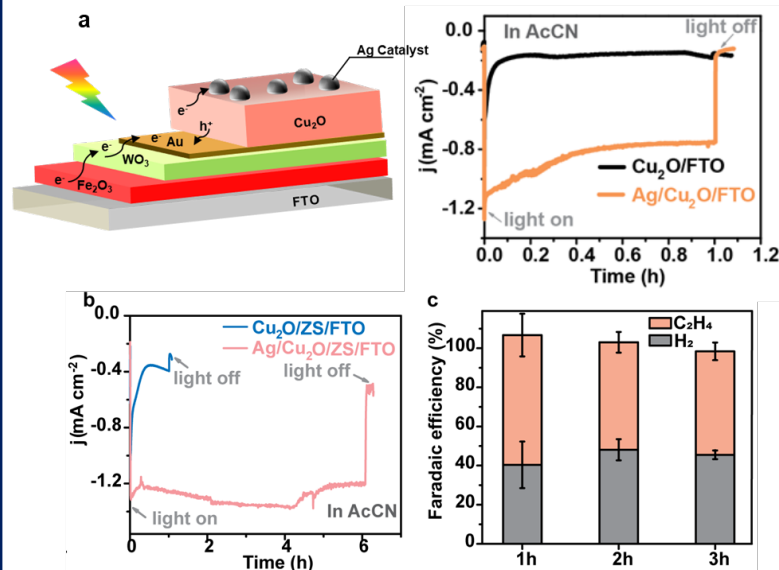 a
Ag Catalyst
e⁻
Cu₂O
h⁺
e⁻
Au
e⁻
WO₃
e⁻
Fe₂O₃
FTO
In AcCN
light off
0.0
-0.4
-0.8
-1.2
j(mA cm⁻²)
Cu₂O/FTO
Ag/Cu₂O/FTO
light on
0.0 0.2 0.4 0.6 0.8 1.0 1.2
Time (h)
b
0.0
-0.4
-0.8
-1.2
j(mA cm⁻²)
Cu₂O/ZS/FTO
Ag/Cu₂O/ZS/FTO
light off
light off
light on
In AcCN
0 2 4 6
Time (h)
c
C₂H₄
H₂
100
80
60
40
20
0
Faradaic efficiency (%)
1h 2h 3h